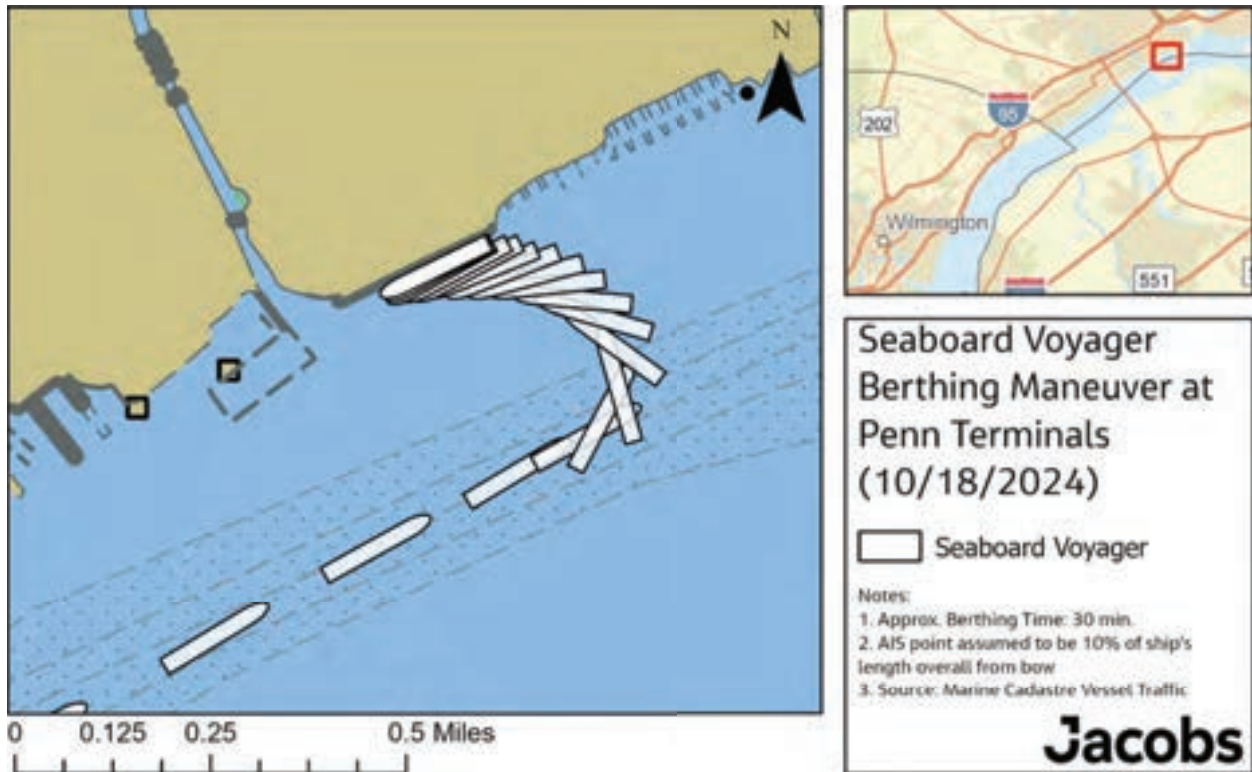 N
0 0.125 0.25 0.5 Miles
95
202
Wilmington
551
Seaboard Voyager
Berthing Maneuver at
Penn Terminals
(10/18/2024)
Seaboard Voyager
Notes:
1. Approx. Berthing Time: 30 min.
2. AIS point assumed to be 10% of ship's
length overall from bow
3. Source: Marine Cadastre Vessel Traffic
Jacobs